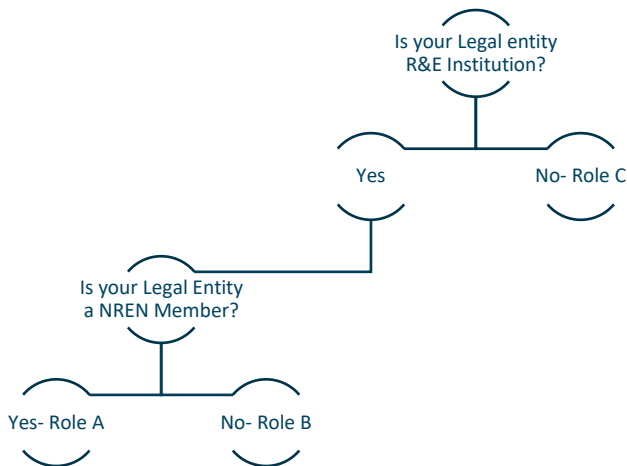 Is your Legal entity
R&E Institution?
Yes
No- Role C
Is your Legal Entity
a NREN Member?
Yes- Role A
No- Role B